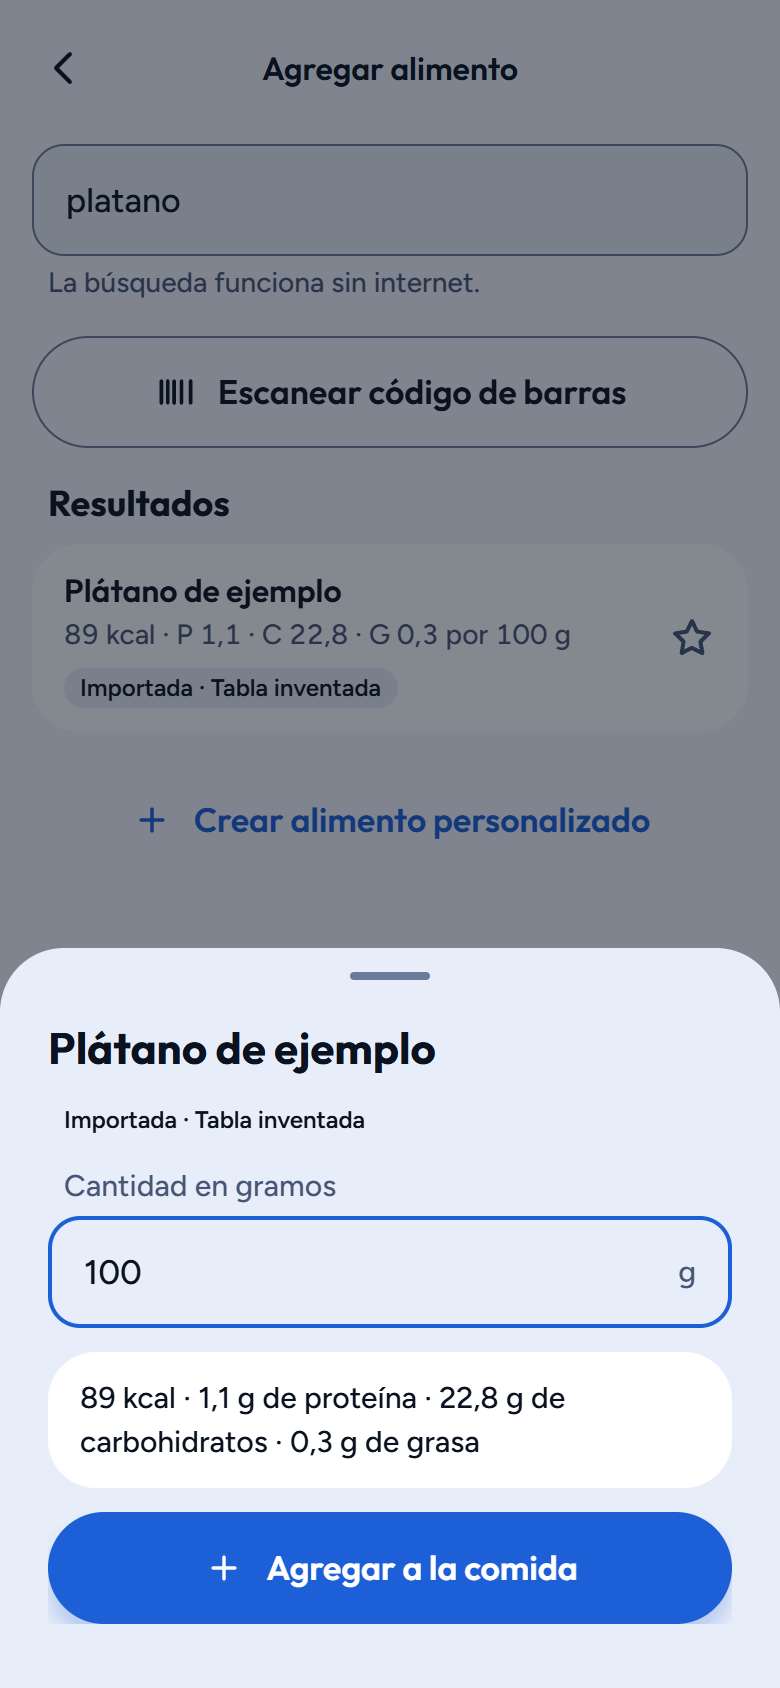 Agregar alimento
platano
La búsqueda funciona sin internet.
Escanear código de barras
Resultados
Plátano de ejemplo
89 kcal · P 1,1 · C 22,8 · G 0,3 por 100 g
Importada · Tabla inventada
Crear alimento personalizado
Plátano de ejemplo
Importada · Tabla inventada
Cantidad en gramos
100 g
89 kcal · 1,1 g de proteína · 22,8 g de
carbohidratos · 0,3 g de grasa
Agregar a la comida